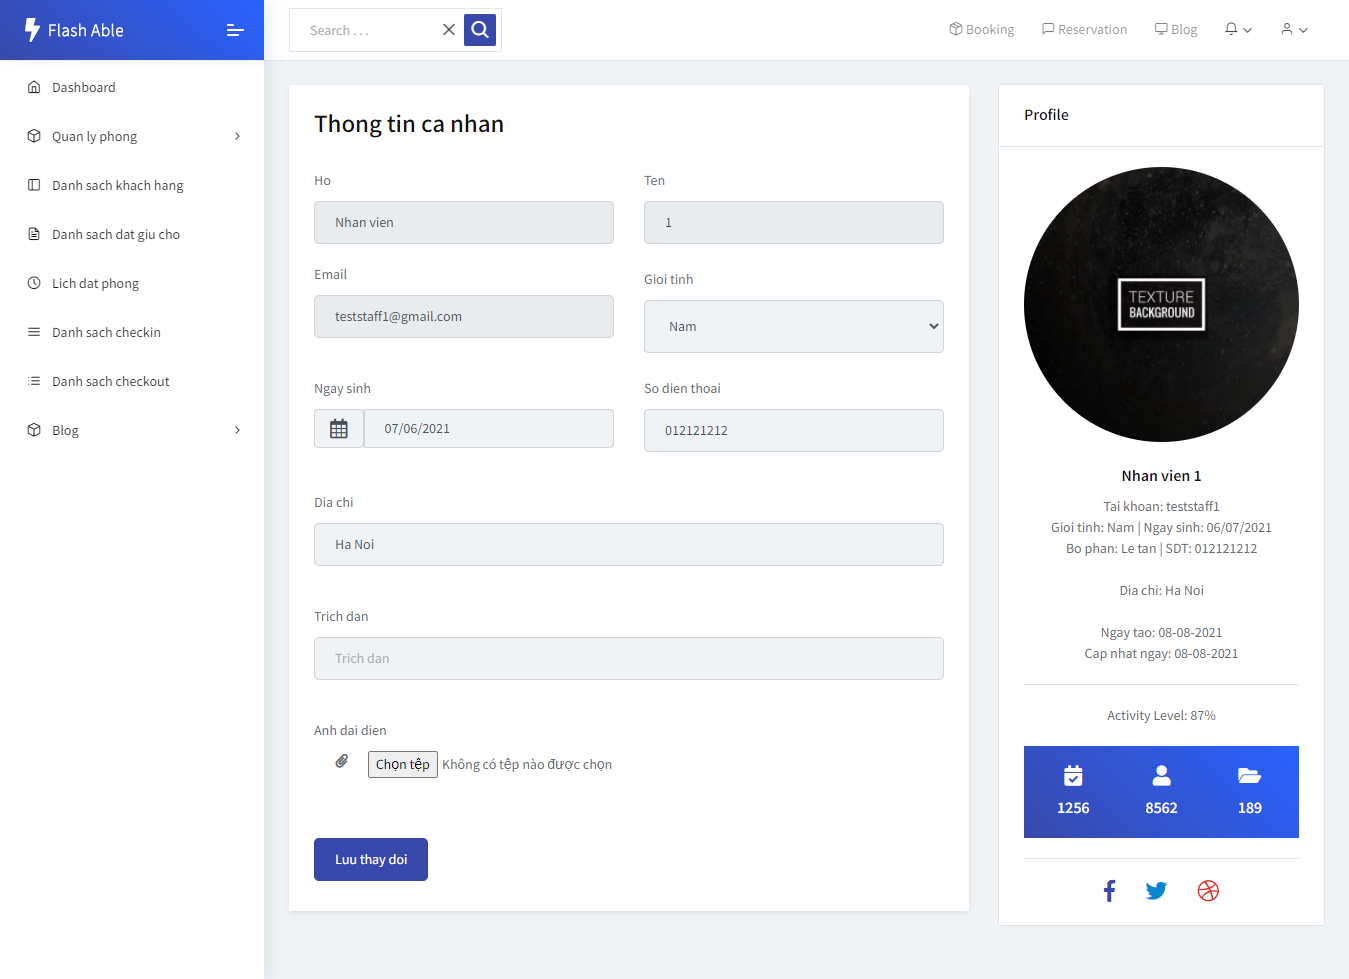 Flash Able
Search . . .
Booking
Reservation
Blog
Dashboard
Quan ly phong
Danh sach khach hang
Danh sach dat giu cho
Lich dat phong
Danh sach checkin
Danh sach checkout
Blog
Thong tin ca nhan
Ho
Ten
Nhan vien
1
Email
Gioi tinh
teststaff1@gmail.com
Nam
Ngay sinh
So dien thoai
07/06/2021
012121212
Dia chi
Ha Noi
Trich dan
Trich dan
Anh dai dien
Chọn tệp Không có tệp nào được chọn
Luu thay doi
Profile
TEXTURE
BACKGROUND
Nhan vien 1
Tai khoan: teststaff1
Gioi tinh: Nam | Ngay sinh: 06/07/2021
Bo phan: Le tan | SDT: 012121212
Dia chi: Ha Noi
Ngay tao: 08-08-2021
Cap nhat ngay: 08-08-2021
Activity Level: 87%
1256
8562
189